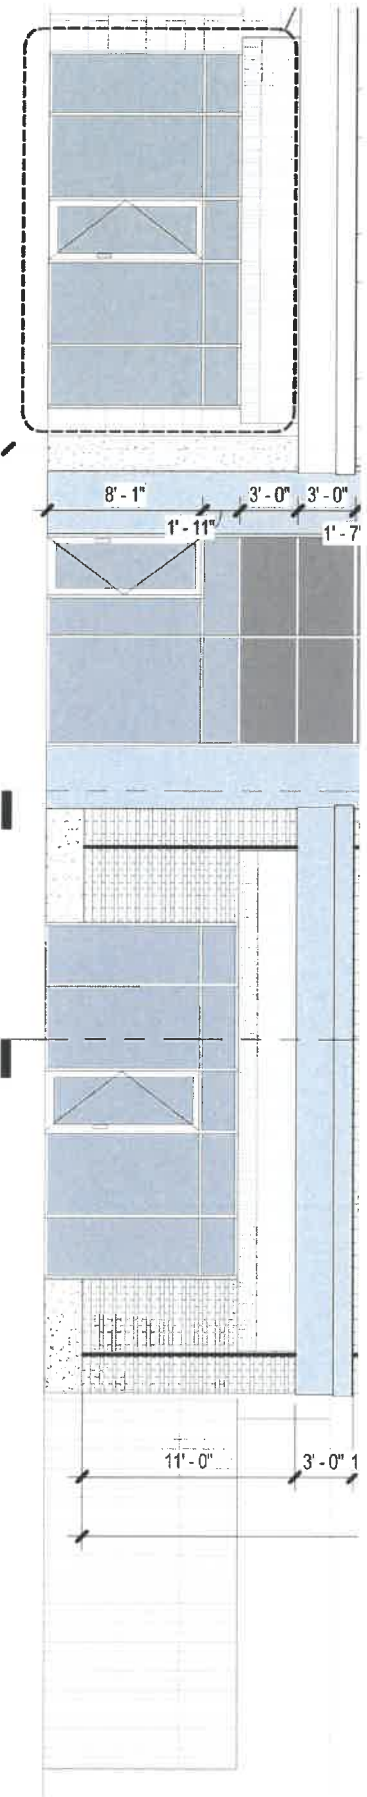 8' - 1" 3' - 0" 3' - 0"
1' - 11" 1' - 7'
11' - 0" 3' - 0" 1